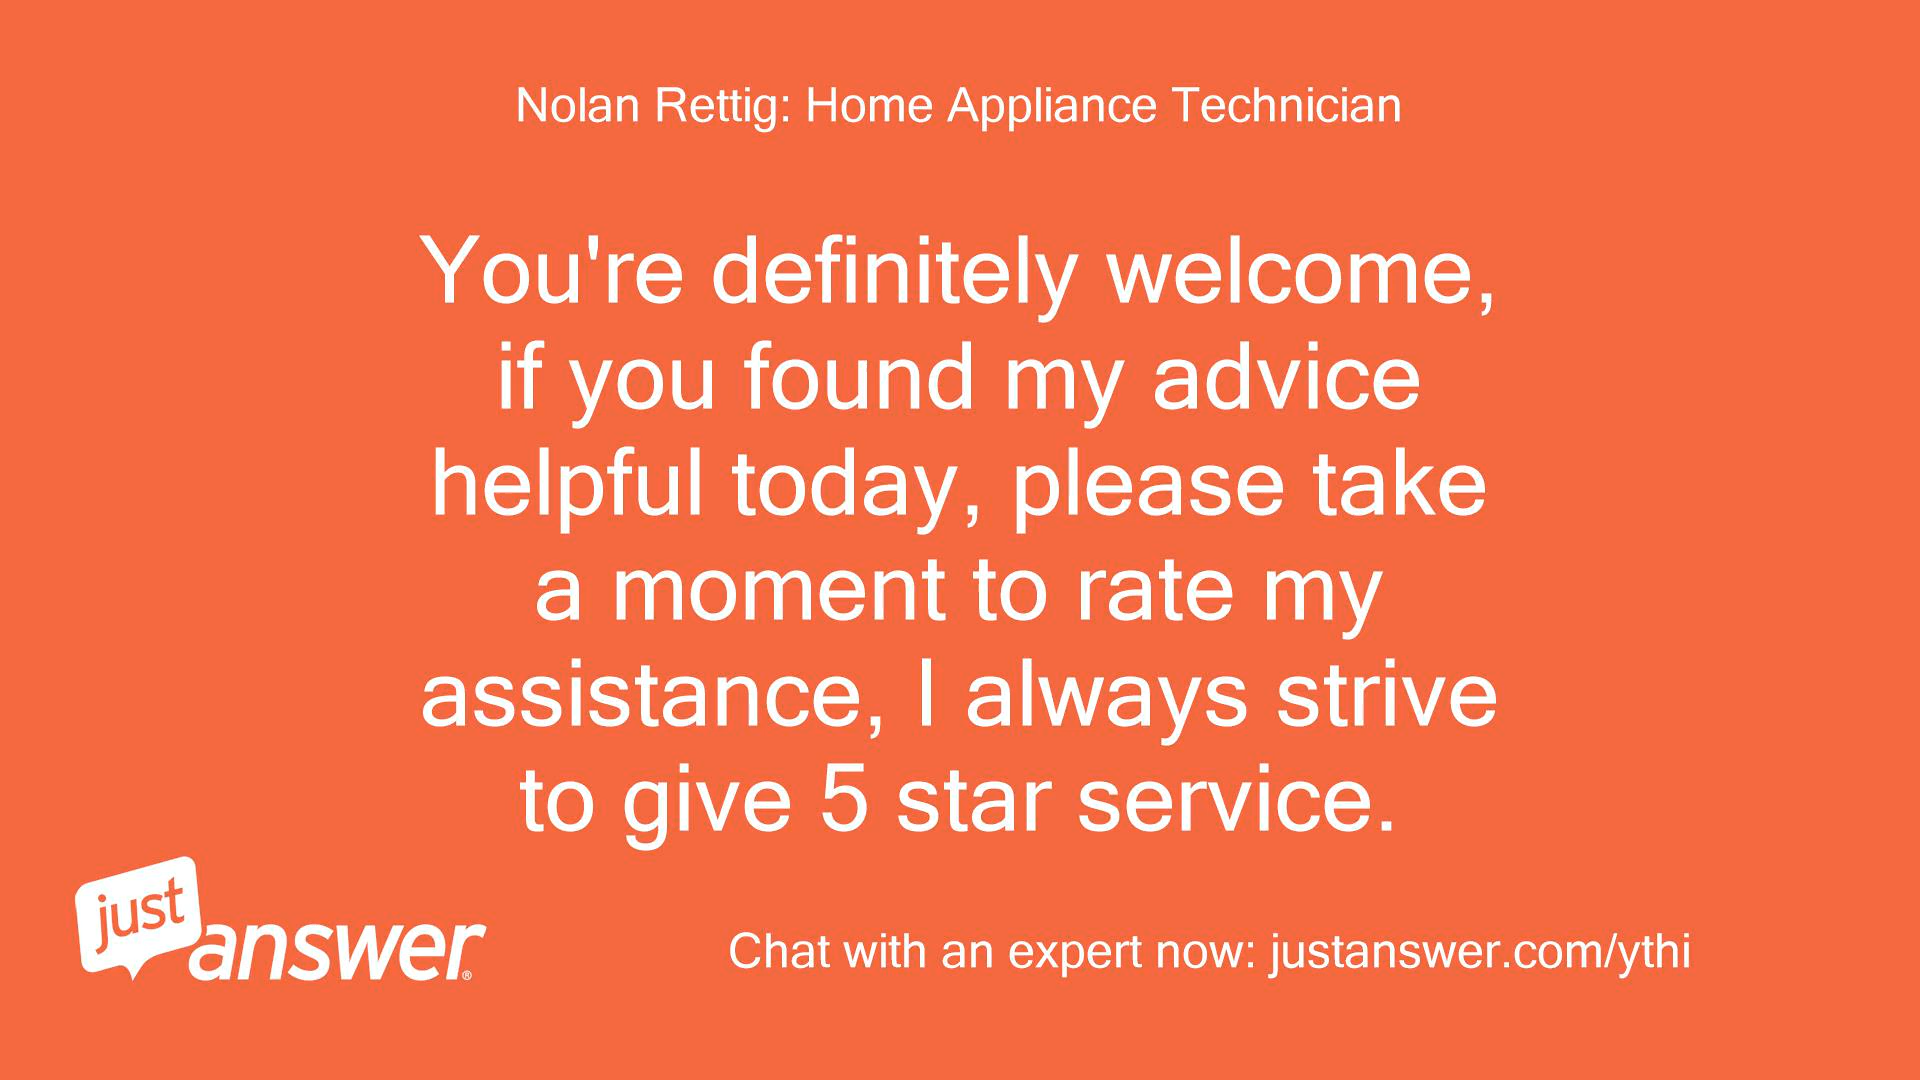 Nolan Rettig: Home Appliance Technician
You're definitely welcome,
if you found my advice
helpful today, please take
a moment to rate my
assistance, I always strive
to give 5 star service.
just
answer®
Chat with an expert now: justanswer.com/ythi